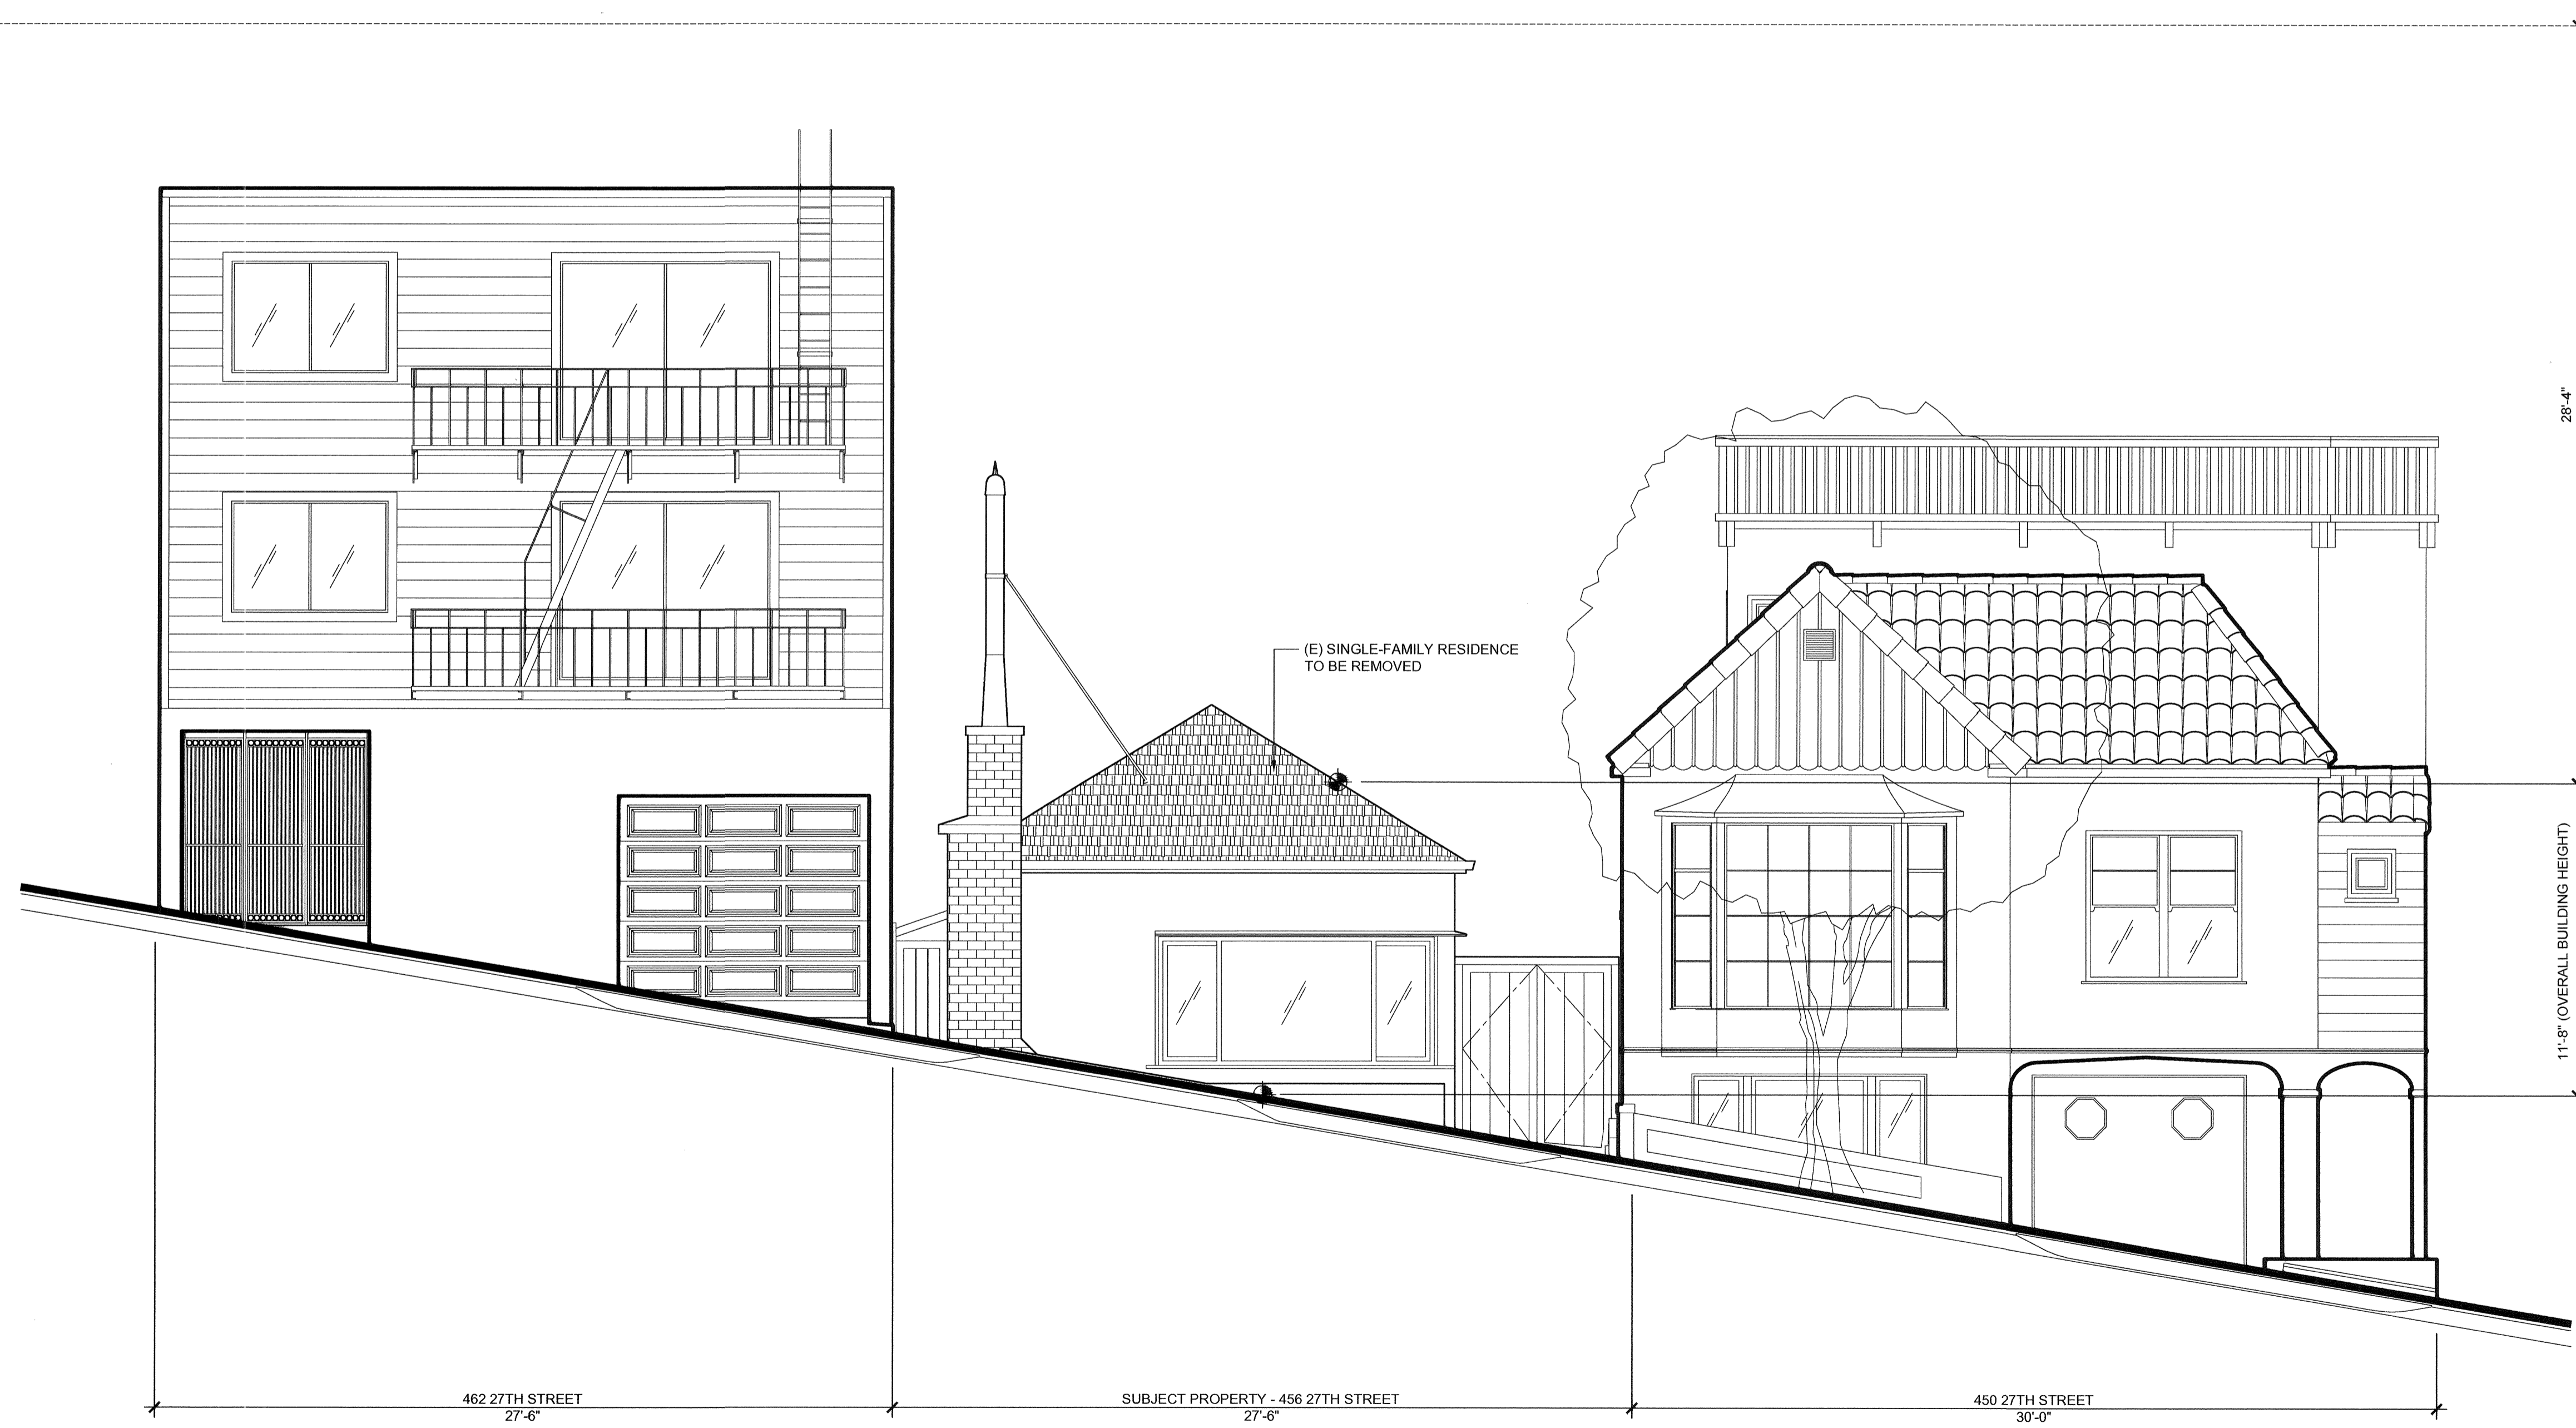 28'-4"
(E) SINGLE-FAMILY RESIDENCE
TO BE REMOVED
11'-8" (OVERALL BUILDING HEIGHT)
462 27TH STREET
27'-6"
SUBJECT PROPERTY - 456 27TH STREET
27'-6"
450 27TH STREET
30'-0"